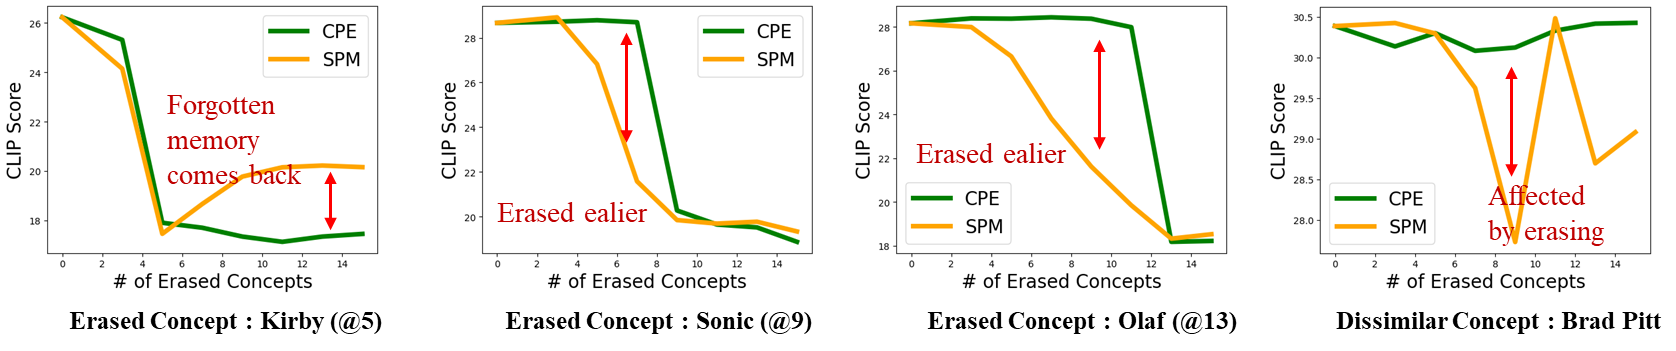 CLIP Score
26
24
22
20
18
CPE
SPM
Forgotten
memory
comes back
0 2 4 6 8 10 12 14
# of Erased Concepts
Erased Concept : Kirby (@5)
CLIP Score
28
26
24
22
20
CPE
SPM
Erased ealier
0 2 4 6 8 10 12 14
# of Erased Concepts
Erased Concept : Sonic (@9)
CLIP Score
28
26
24
22
20
18
Erased ealier
CPE
SPM
0 2 4 6 8 10 12 14
# of Erased Concepts
Erased Concept : Olaf (@13)
CLIP Score
30.5
30.0
29.5
29.0
28.5
28.0
CPE
SPM
Affected
by erasing
0 2 4 6 8 10 12 14
# of Erased Concepts
Dissimilar Concept : Brad Pitt